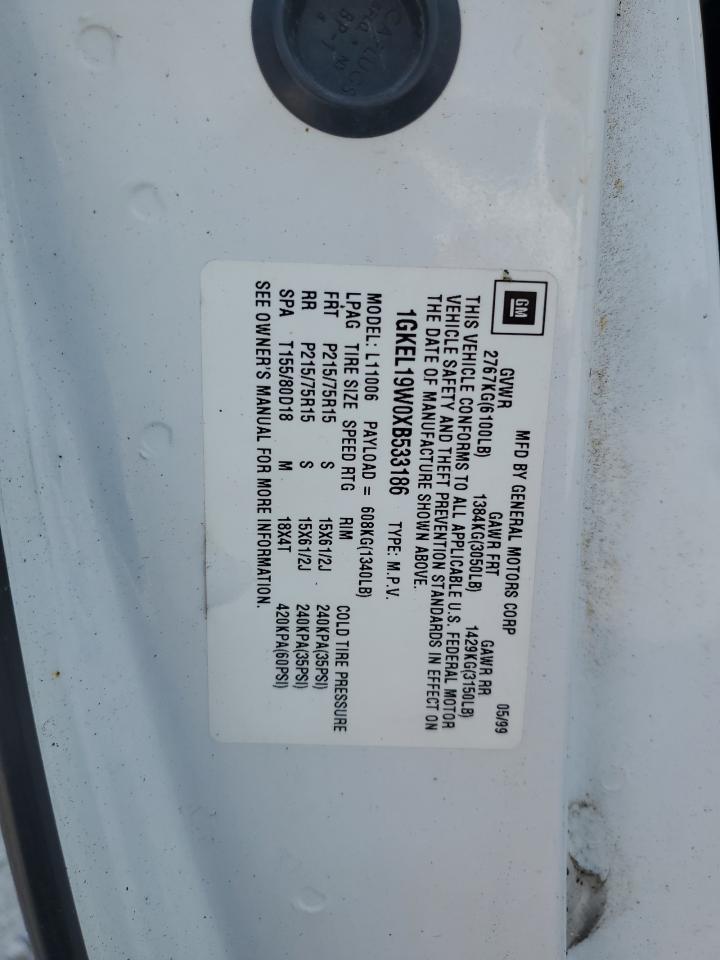 GM
MFD BY GENERAL MOTORS CORP 05/99
GVWR GAWR FRT GAWR RR
2767KG(6100LB) 1384KG(3050LB) 1429KG(3150LB)
THIS VEHICLE CONFORMS TO ALL APPLICABLE U.S. FEDERAL MOTOR
VEHICLE SAFETY AND THEFT PREVENTION STANDARDS IN EFFECT ON
THE DATE OF MANUFACTURE SHOWN ABOVE.
1GKEL19W0XB533186 TYPE: M.P.V.
MODEL: L11006 PAYLOAD = 608KG(1340LB)
LPAG TIRE SIZE SPEED RTG RIM COLD TIRE PRESSURE
FRT P215/75R15 S 15X61/2J 240KPA(35PSI)
RR P215/75R15 S 15X61/2J 240KPA(35PSI)
SPA T155/80D18 M 18X4T 420KPA(60PSI)
SEE OWNER'S MANUAL FOR MORE INFORMATION.